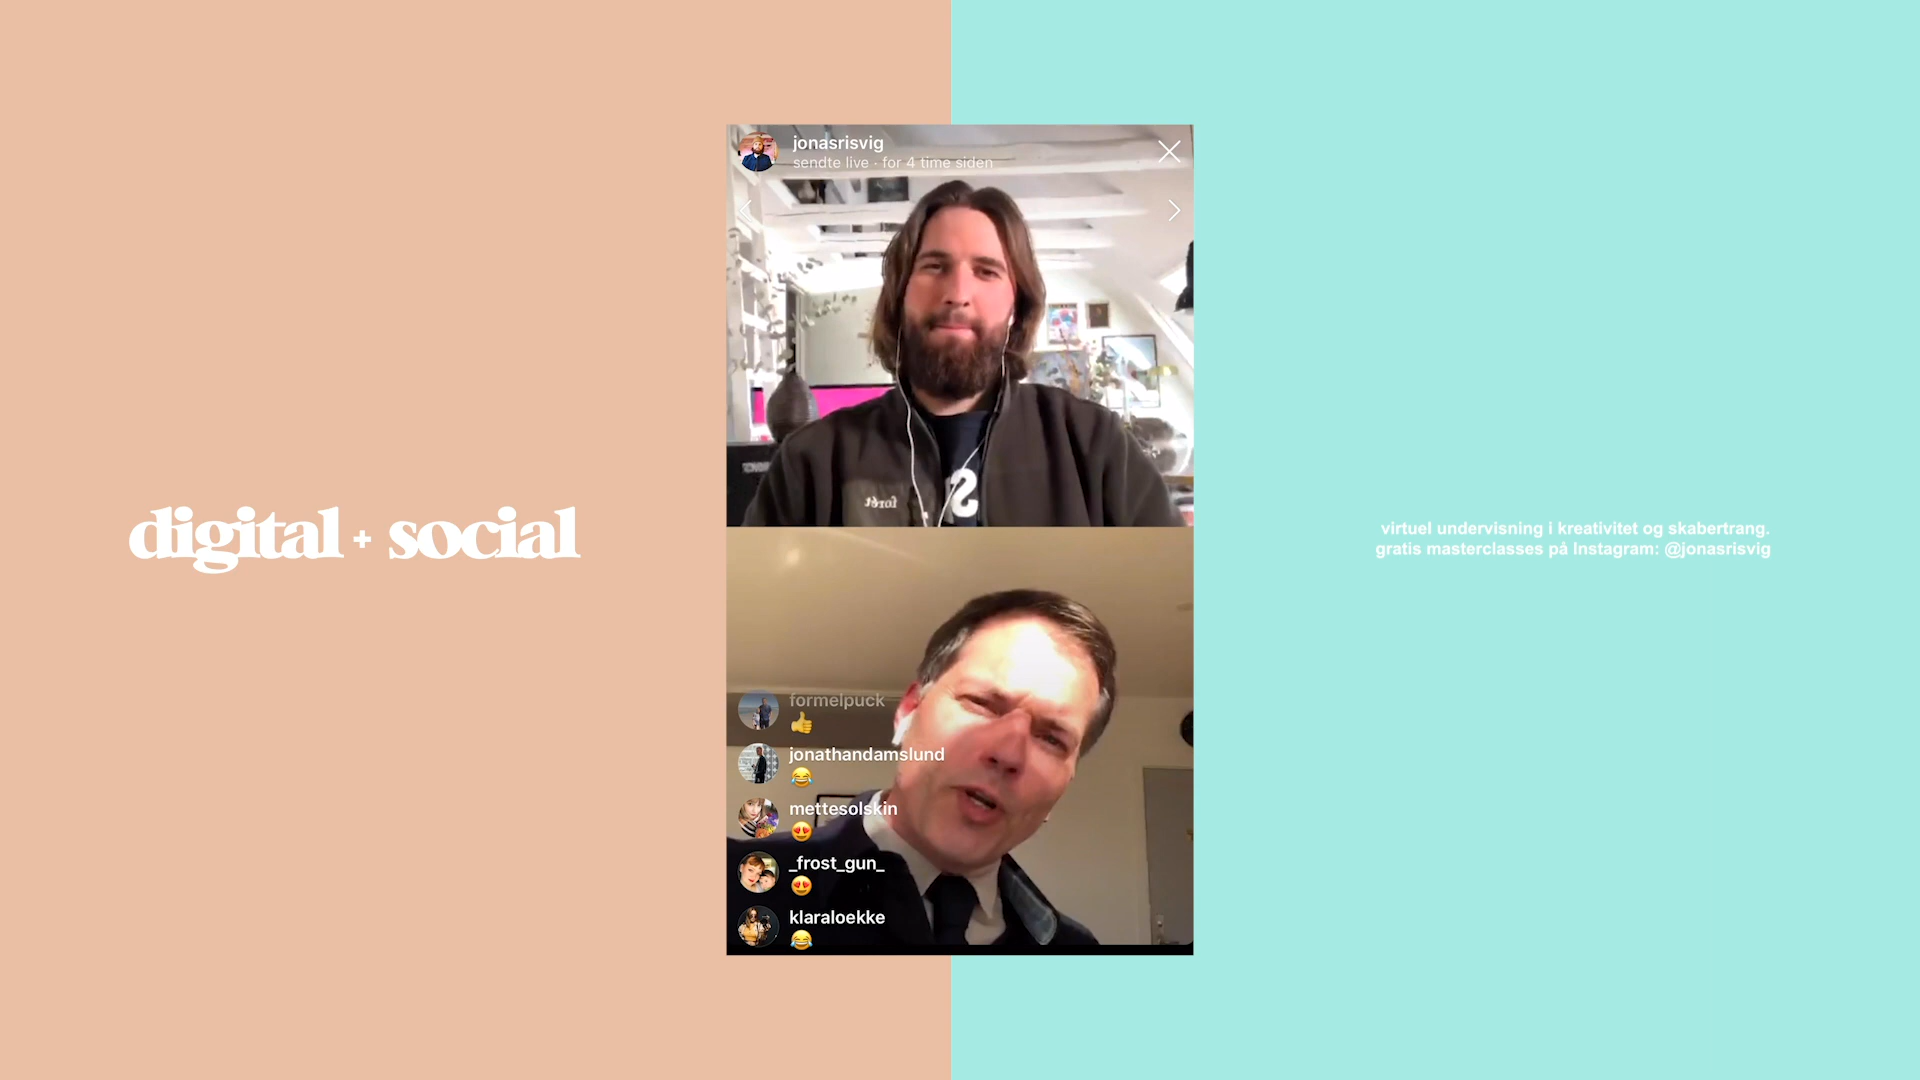 digital + social
jonasrisvig
sendte live · for 4 time siden
forét
S
formelpuck
👍
jonathandamslund
😂
mettesolskin
😍
_frost_gun_
😍
klaraloekke
😂
virtuel undervisning i kreativitet og skabertrang.
gratis masterclasses på Instagram: @jonasrisvig